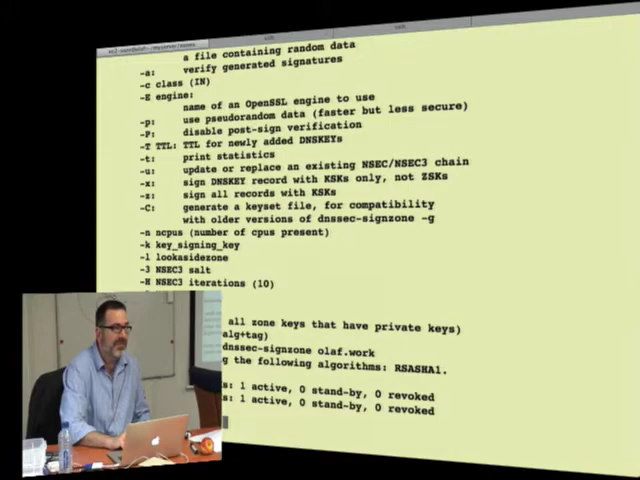 a file containing random data
-a: verify generated signatures
-c class (IN)
-E engine:
name of an OpenSSL engine to use
-p: use pseudorandom data (faster but less secure)
-P: disable post-sign verification
-T TTL: TTL for newly added DNSKEYs
-t: print statistics
-u: update or replace an existing NSEC/NSEC3 chain
-x: sign DNSKEY record with KSKs only, not ZSKs
-z: sign all records with KSKs
-C: generate a keyset file, for compatibility
with older versions of dnssec-signzone -g
-n ncpus (number of cpus present)
-k key_signing_key
-l lookasidezone
-3 NSEC3 salt
-H NSEC3 iterations (10)
all zone keys that have private keys)
alg+tag)
dnssec-signzone olaf.work
g the following algorithms: RSASHA1.
s: 1 active, 0 stand-by, 0 revoked
s: 1 active, 0 stand-by, 0 revoked